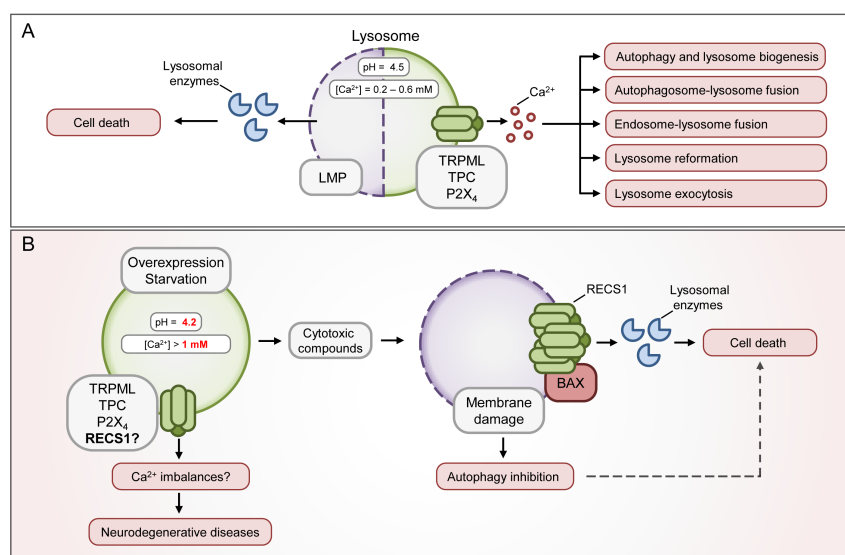 A
Lysosome
Lysosomal
enzymes
pH = 4.5
[Ca²⁺] = 0.2 – 0.6 mM
Cell death
LMP
TRPML
TPC
P2X₄
Ca²⁺
Autophagy and lysosome biogenesis
Autophagosome-lysosome fusion
Endosome-lysosome fusion
Lysosome reformation
Lysosome exocytosis
B
Overexpression
Starvation
pH = 4.2
[Ca²⁺] > 1 mM
TRPML
TPC
P2X₄
RECS1?
Ca²⁺ imbalances?
Neurodegenerative diseases
Cytotoxic
compounds
RECS1
BAX
Membrane
damage
Autophagy inhibition
Lysosomal
enzymes
Cell death